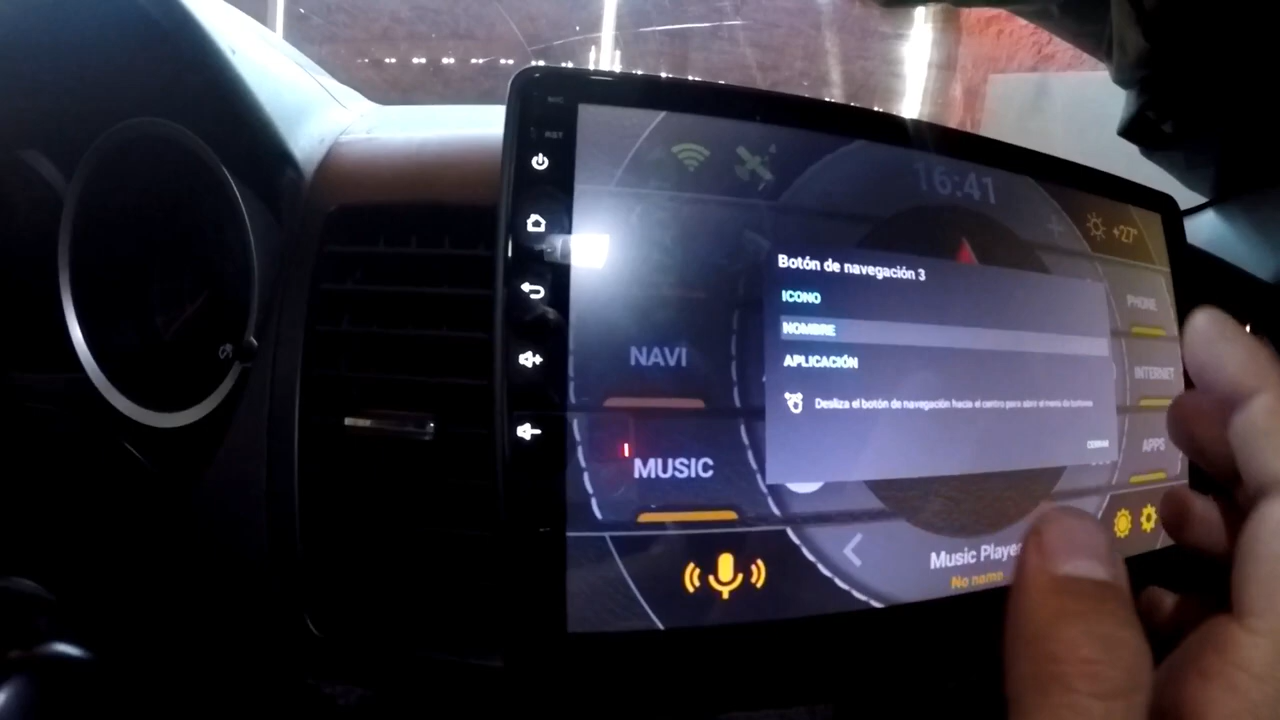 MIC
RST
16:41
+27°
Botón de navegación 3
ICONO
NOMBRE
APLICACIÓN
Desliza el botón de navegación hacia el centro para abrir el menú de botones
CERRAR
NAVI
MUSIC
PHONE
INTERNET
APPS
Music Player
No name